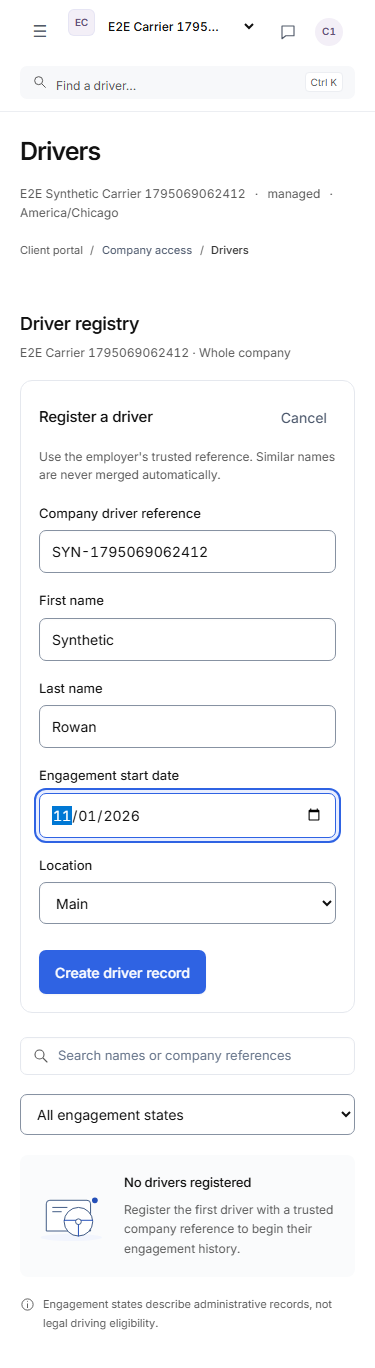 EC
E2E Carrier 1795...
C1
Find a driver...
Ctrl K
Drivers
E2E Synthetic Carrier 1795069062412 · managed ·
America/Chicago
Client portal / Company access / Drivers
Driver registry
E2E Carrier 1795069062412 · Whole company
Register a driver
Cancel
Use the employer's trusted reference. Similar names
are never merged automatically.
Company driver reference
SYN-1795069062412
First name
Synthetic
Last name
Rowan
Engagement start date
11/01/2026
Location
Main
Create driver record
Search names or company references
All engagement states
No drivers registered
Register the first driver with a trusted
company reference to begin their
engagement history.
Engagement states describe administrative records, not
legal driving eligibility.